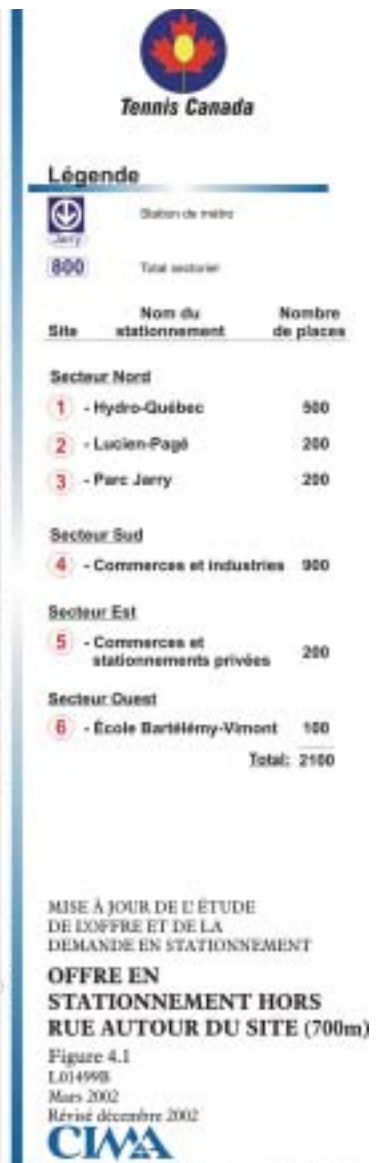 Tennis Canada
Légende
Jarry
Station de métro
800
Total sectoriel
Site Nom du stationnement Nombre de places
Secteur Nord
1 - Hydro-Québec 500
2 - Lucien-Pagé 200
3 - Parc Jarry 200
Secteur Sud
4 - Commerces et industries 900
Secteur Est
5 - Commerces et
stationnements privées 200
Secteur Ouest
6 - École Bartélémy-Vimont 100
Total: 2100
MISE À JOUR DE L'ÉTUDE
DE L'OFFRE ET DE LA
DEMANDE EN STATIONNEMENT
OFFRE EN
STATIONNEMENT HORS
RUE AUTOUR DU SITE (700m)
Figure 4.1
L01499B
Mars 2002
Révisé décembre 2002
CIMA